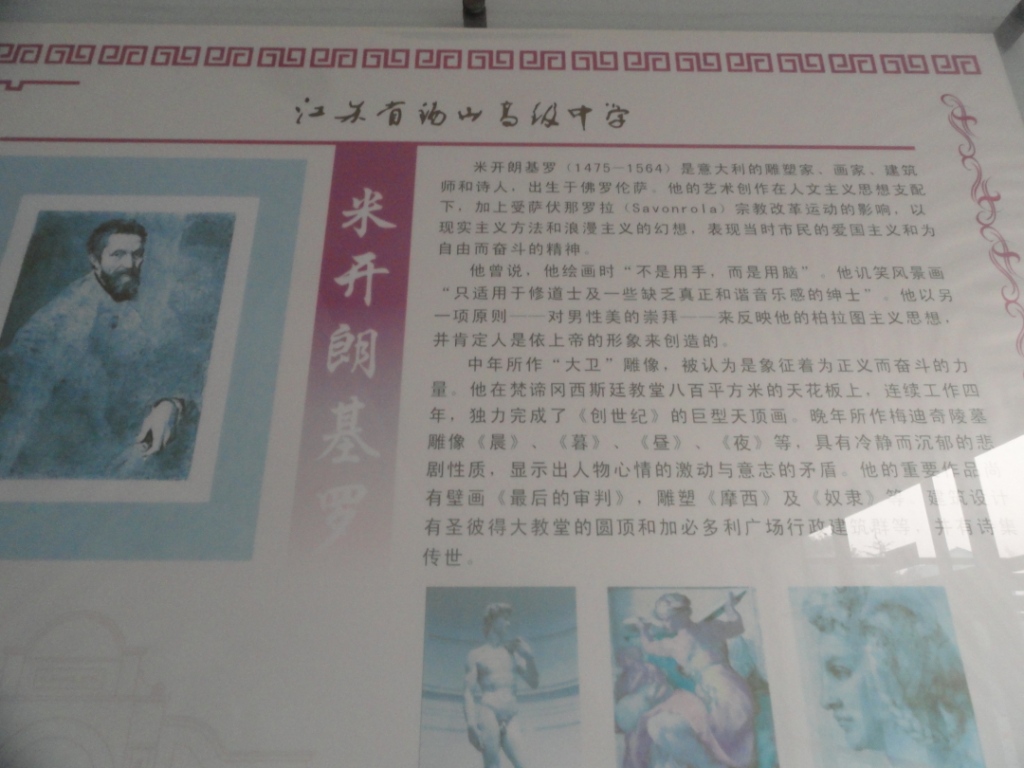 江苏省锡山高级中学
米开朗基罗
米开朗基罗（1475－1564）是意大利的雕塑家、画家、建筑
师和诗人，出生于佛罗伦萨。他的艺术创作在人文主义思想支配
下，加上受萨伏那罗拉（Savonrola）宗教改革运动的影响，以
现实主义方法和浪漫主义的幻想，表现当时市民的爱国主义和为
自由而奋斗的精神。
他曾说，他绘画时“不是用手，而是用脑”。他讥笑风景画
“只适用于修道士及一些缺乏真正和谐音乐感的绅士”。他以另
一项原则——对男性美的崇拜——来反映他的柏拉图主义思想，
并肯定人是依上帝的形象来创造的。
中年所作“大卫”雕像，被认为是象征着为正义而奋斗的力
量。他在梵谛冈西斯廷教堂八百平方米的天花板上，连续工作四
年，独力完成了《创世纪》的巨型天顶画。晚年所作梅迪奇陵墓
雕像《晨》、《暮》、《昼》、《夜》等，具有冷静而沉郁的悲
剧性质，显示出人物心情的激动与意志的矛盾。他的重要作品
有壁画《最后的审判》，雕塑《摩西》及《奴隶》等，建筑设计
有圣彼得大教堂的圆顶和加必多利广场行政建筑群等，并有诗集
传世。